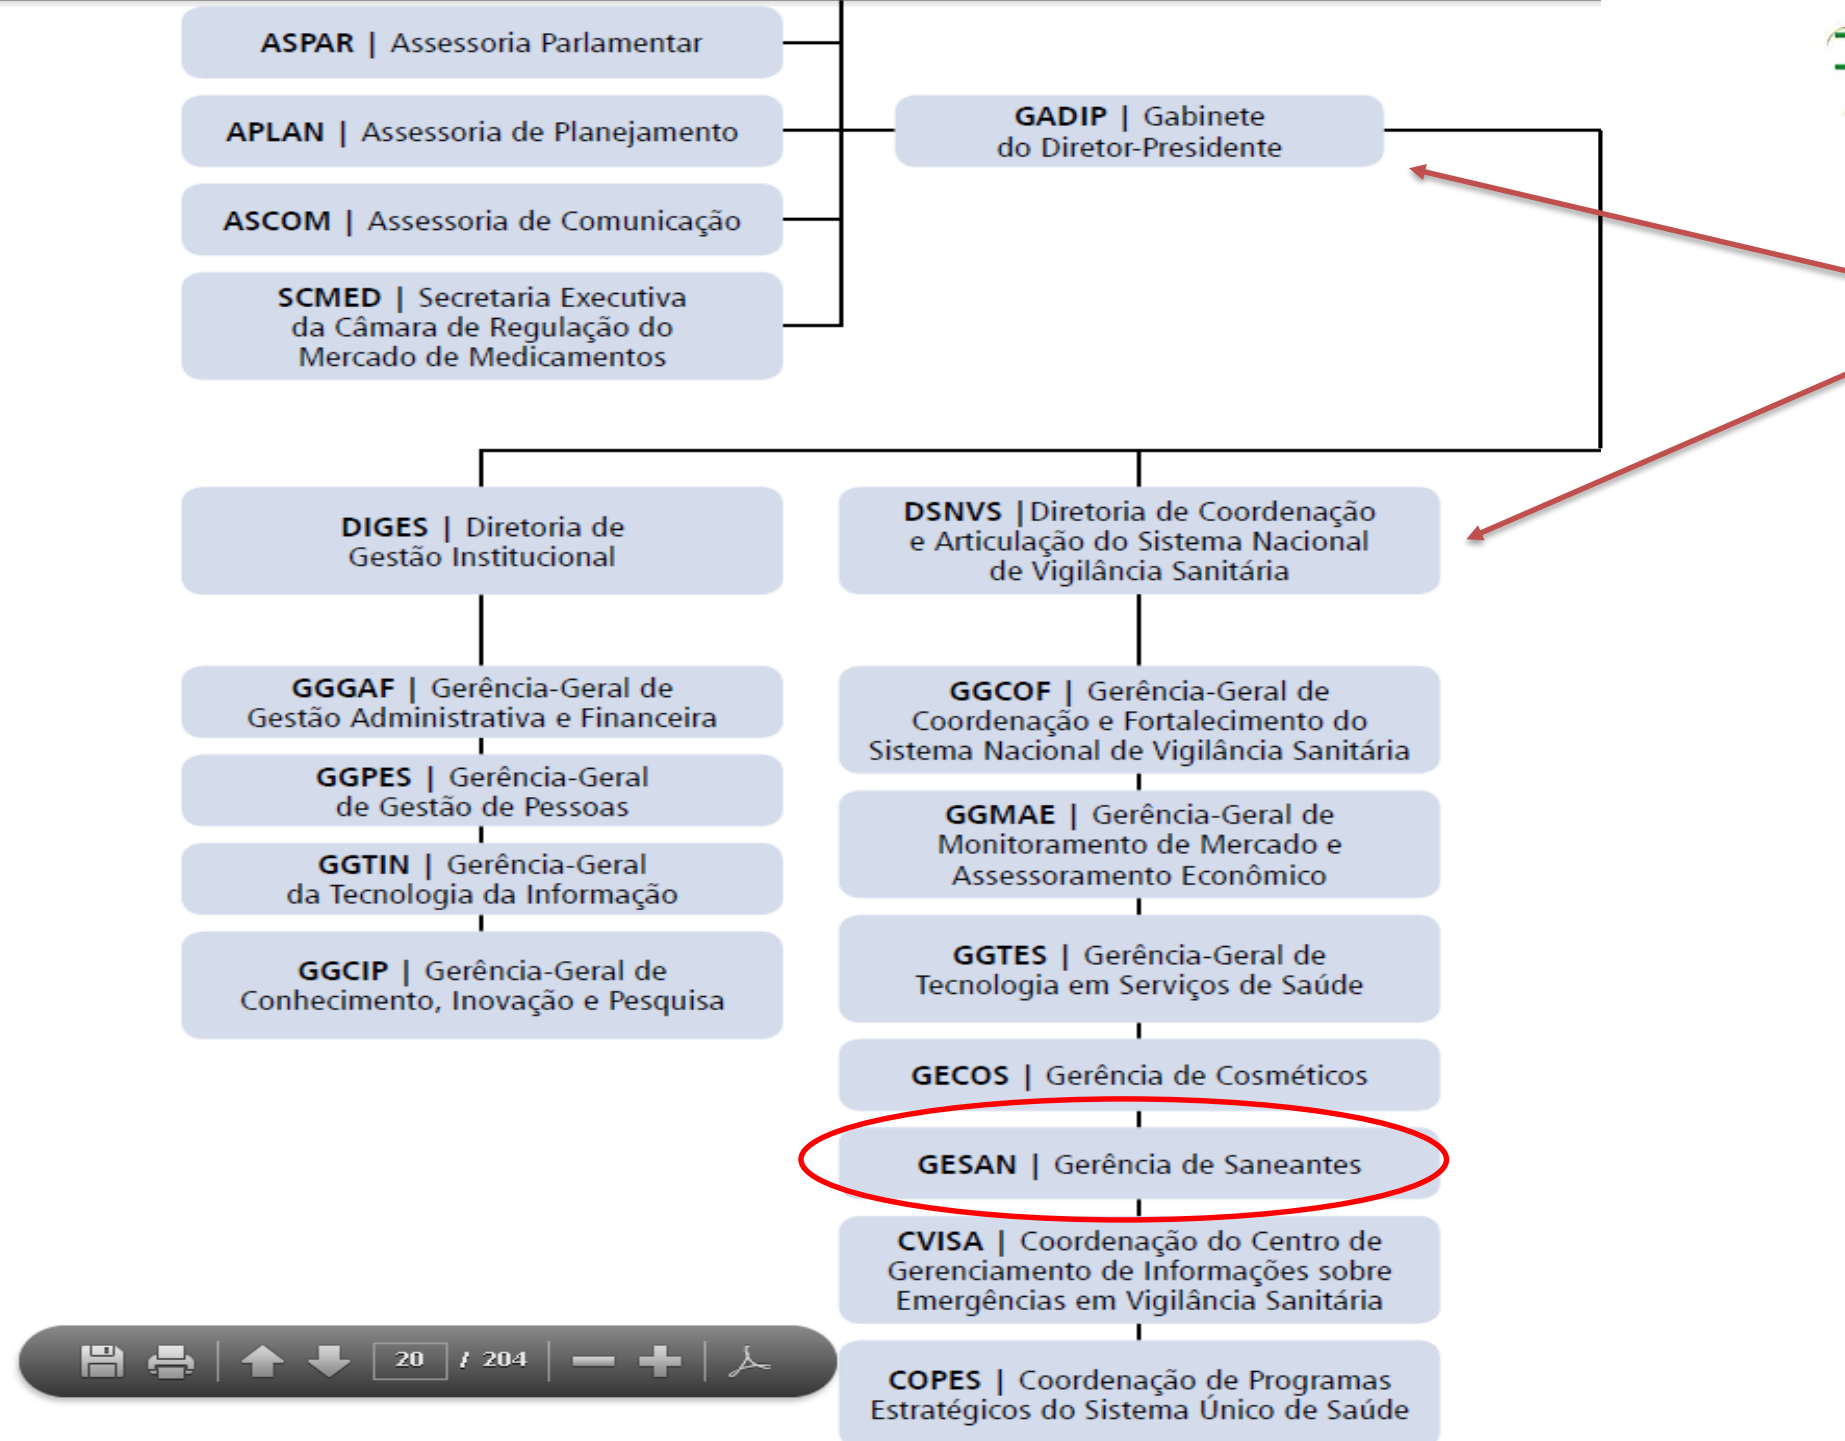 ASPAR | Assessoria Parlamentar
APLAN | Assessoria de Planejamento
ASCOM | Assessoria de Comunicação
SCMED | Secretaria Executiva
da Câmara de Regulação do
Mercado de Medicamentos
GADIP | Gabinete
do Diretor-Presidente
DIGES | Diretoria de
Gestão Institucional
GGGAF | Gerência-Geral de
Gestão Administrativa e Financeira
GGPES | Gerência-Geral
de Gestão de Pessoas
GGTIN | Gerência-Geral
da Tecnologia da Informação
GGCIP | Gerência-Geral de
Conhecimento, Inovação e Pesquisa
DSNVS |Diretoria de Coordenação
e Articulação do Sistema Nacional
de Vigilância Sanitária
GGCOF | Gerência-Geral de
Coordenação e Fortalecimento do
Sistema Nacional de Vigilância Sanitária
GGMAE | Gerência-Geral de
Monitoramento de Mercado e
Assessoramento Econômico
GGTES | Gerência-Geral de
Tecnologia em Serviços de Saúde
GECOS | Gerência de Cosméticos
GESAN | Gerência de Saneantes
CVISA | Coordenação do Centro de
Gerenciamento de Informações sobre
Emergências em Vigilância Sanitária
COPES | Coordenação de Programas
Estratégicos do Sistema Único de Saúde
20 / 204